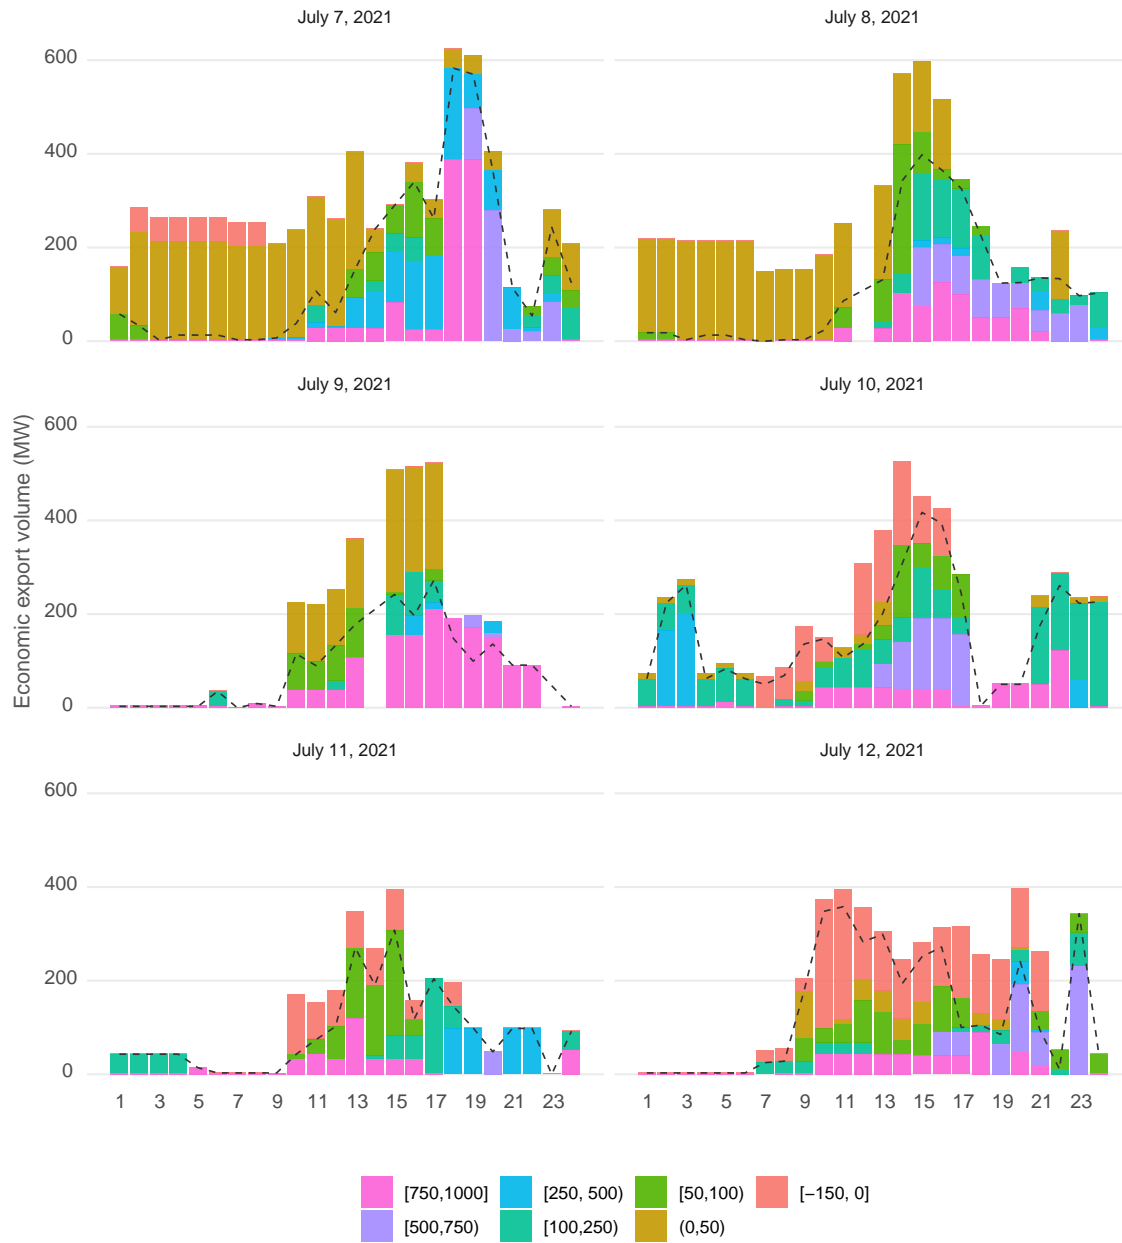 July 7, 2021
July 8, 2021
600
400
200
0
July 9, 2021
July 10, 2021
Economic export volume (MW)
600
400
200
0
July 11, 2021
July 12, 2021
600
400
200
0
1 3 5 7 9 11 13 15 17 19 21 23
1 3 5 7 9 11 13 15 17 19 21 23
[750,1000] [250, 500) [50,100) [−150, 0]
[500,750) [100,250) (0,50)